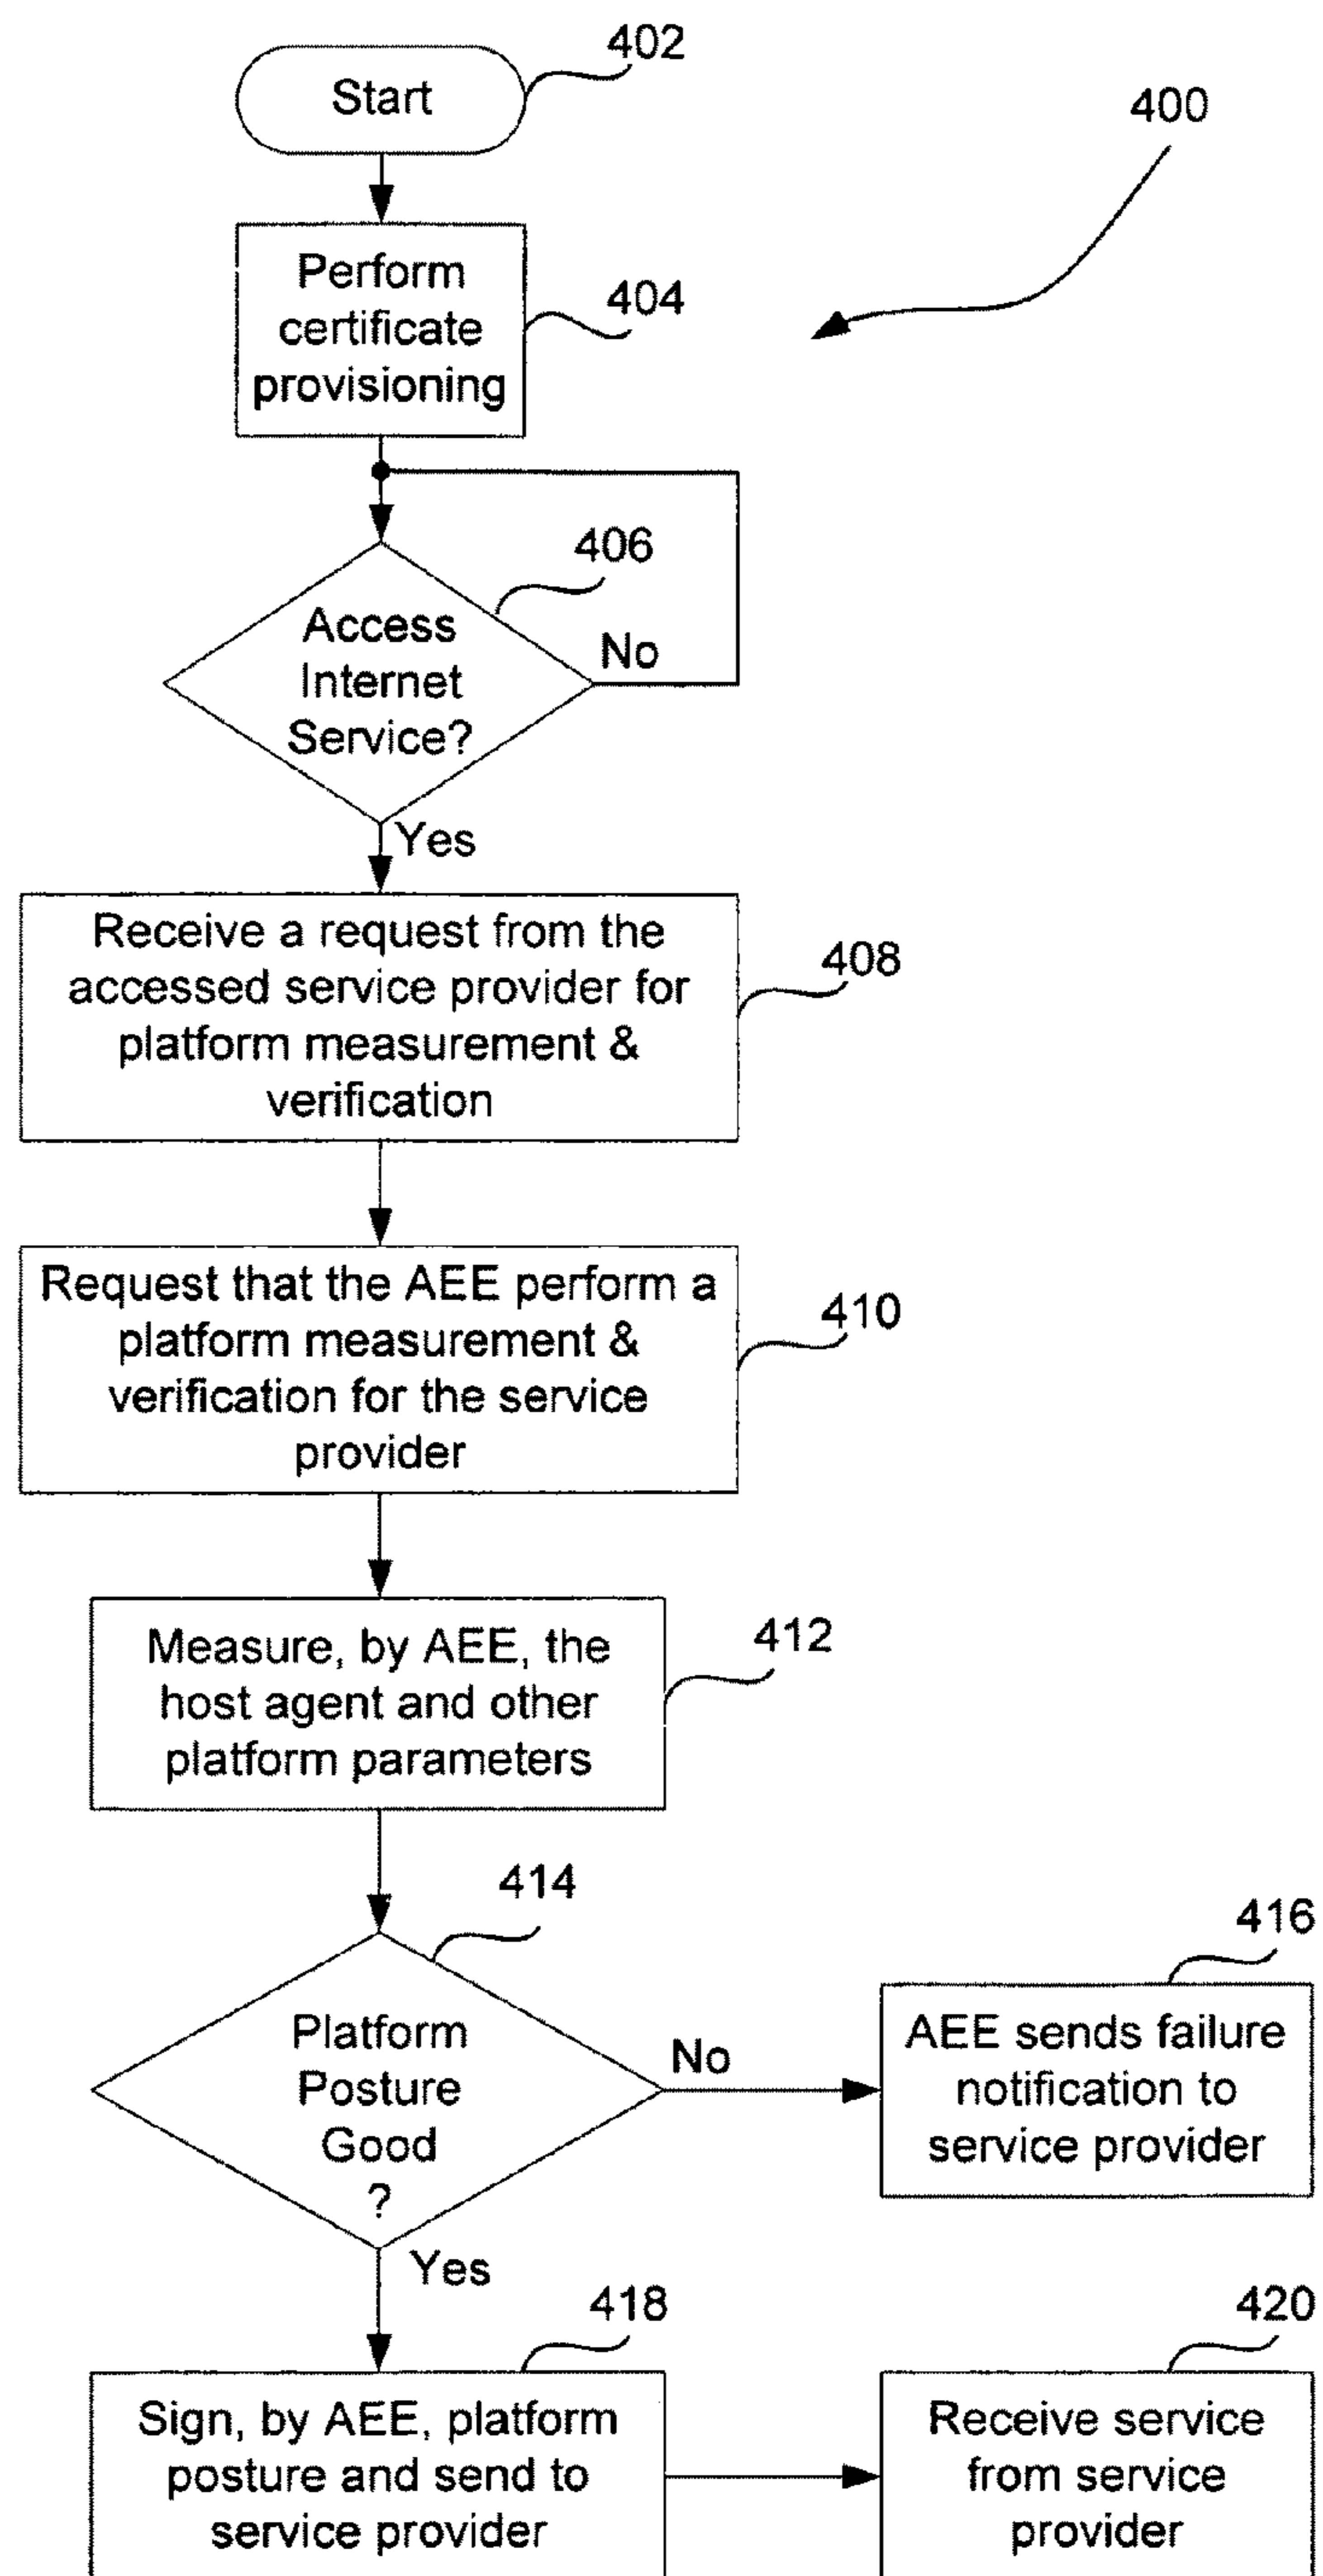 402
Start
400
Perform
certificate
provisioning
404
406
Access
Internet
Service?
No
Yes
Receive a request from the
accessed service provider for
platform measurement &
verification
408
Request that the AEE perform a
platform measurement &
verification for the service
provider
410
Measure, by AEE, the
host agent and other
platform parameters
412
414
Platform
Posture
Good
?
No
416
AEE sends failure
notification to
service provider
Yes
418
Sign, by AEE, platform
posture and send to
service provider
420
Receive service
from service
provider